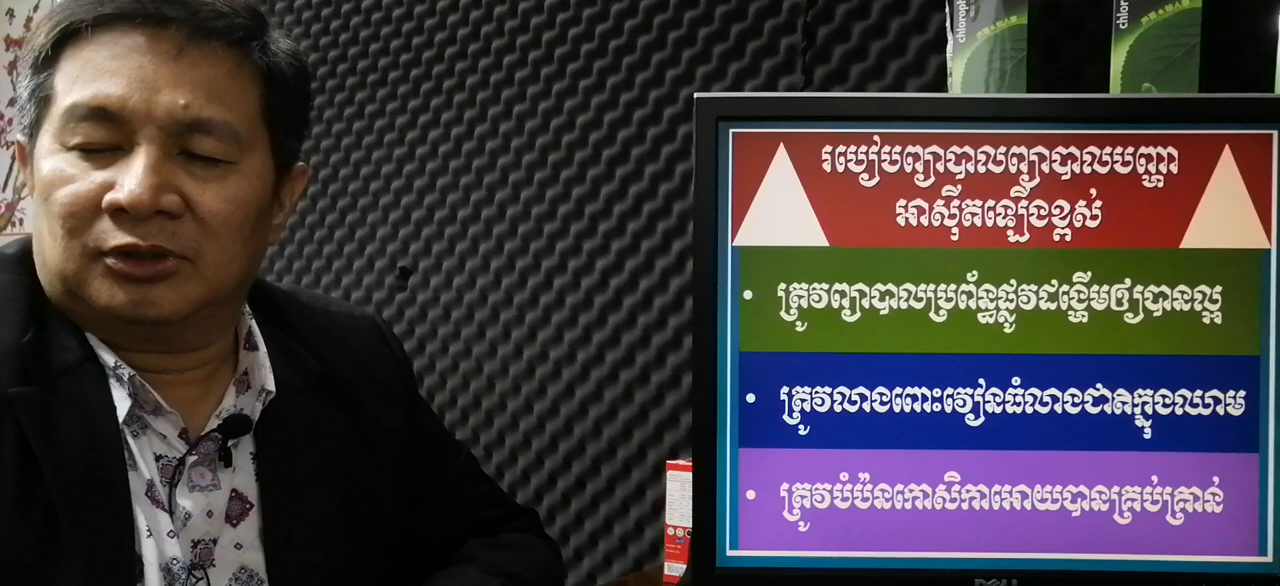 chloroph
chlor
របៀបព្យាបាលព្យាបាលបញ្ហា
អាស៊ីតឡើងខ្ពស់
• ត្រូវព្យាបាលប្រព័ន្ធផ្លូវដង្ហើមឲ្យបានល្អ
• ត្រូវលាងពោះវៀនធំលាងជាតិក្នុងឈាម
• ត្រូវបំប៉នកោសិកាអោយបានគ្រប់គ្រាន់